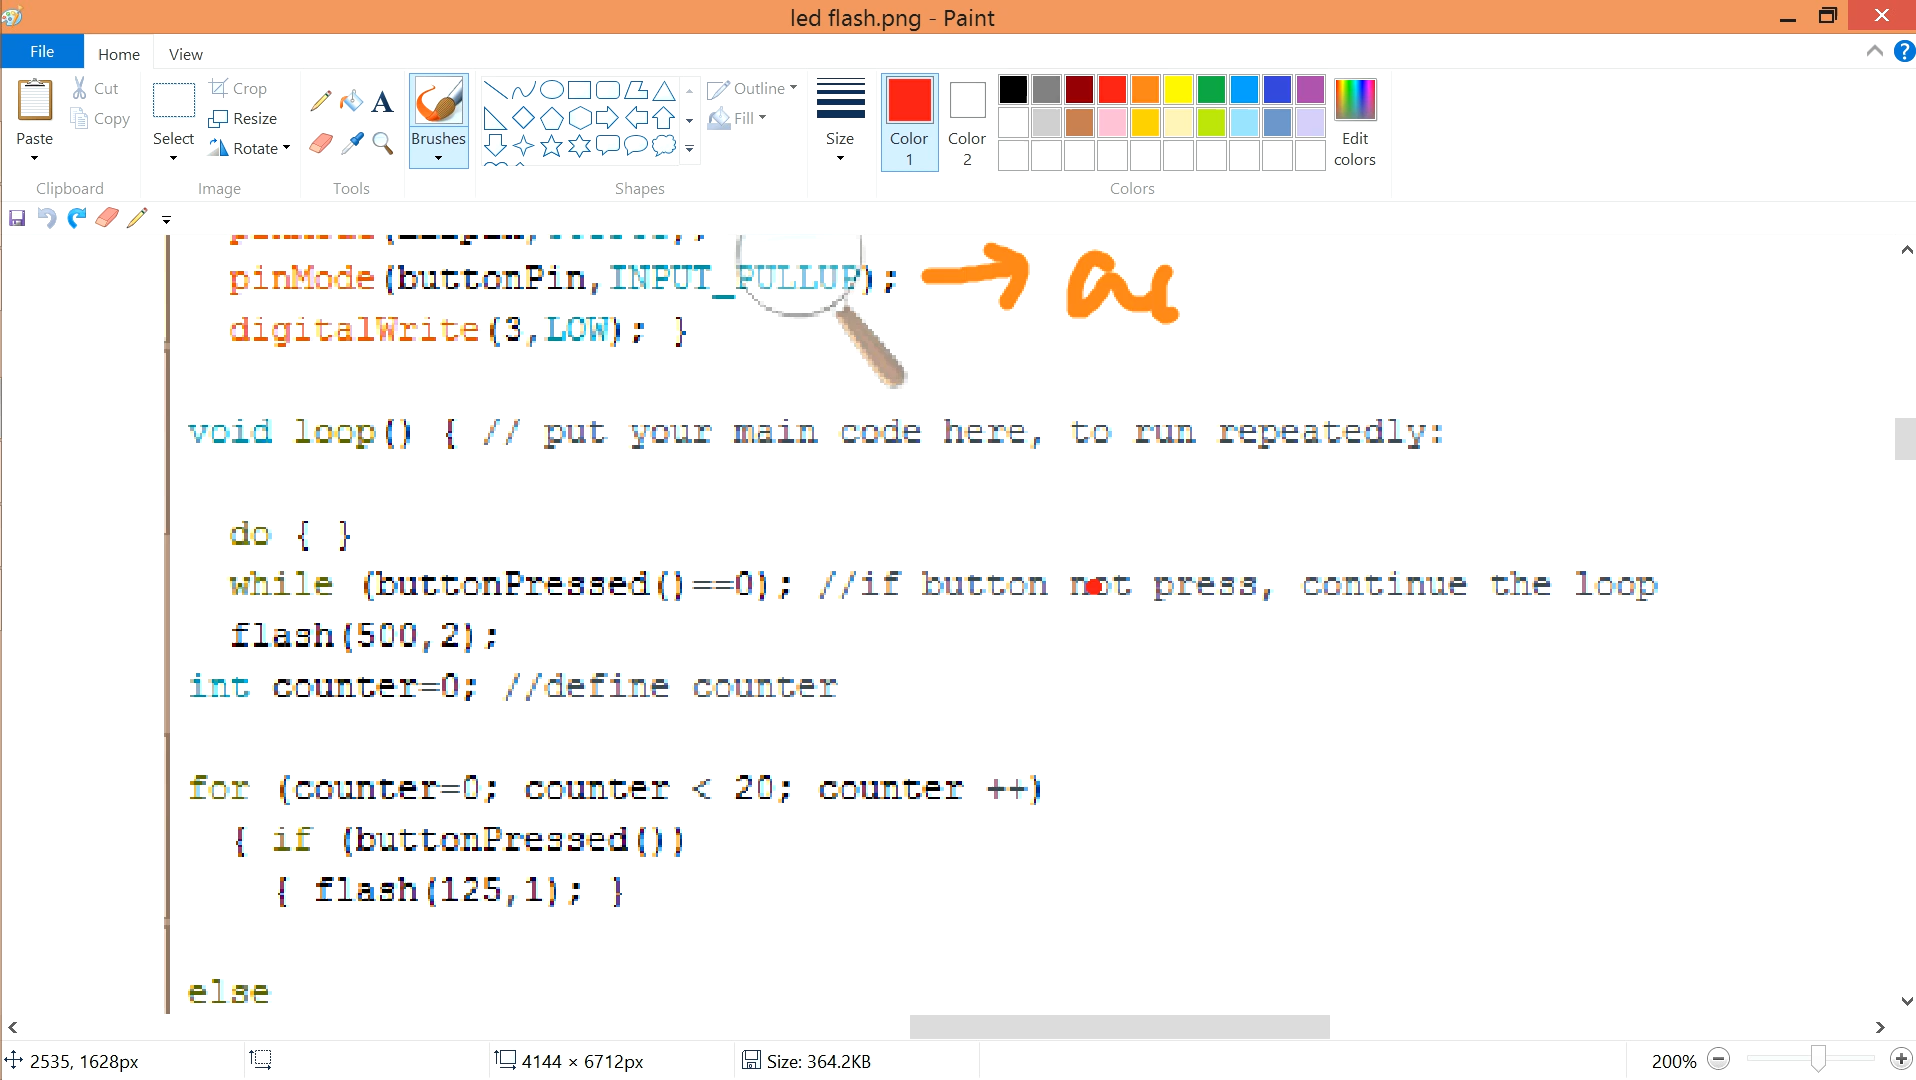 led flash.png - Paint
File Home View
Paste
Cut
Copy
Clipboard
Select
Crop
Resize
Rotate
Image
Tools
Brushes
Shapes
Outline
Fill
Size
Color 1
Color 2
Edit colors
Colors
pinMode(buttonPin,INPUT_PULLUP);
digitalWrite(3,LOW); }
void loop() { // put your main code here, to run repeatedly:
do { }
while (buttonPressed()==0); //if button not press, continue the loop
flash(500,2);
int counter=0; //define counter
for (counter=0; counter < 20; counter ++)
{ if (buttonPressed())
{ flash(125,1); }
else
2535, 1628px
4144 × 6712px
Size: 364.2KB
200%